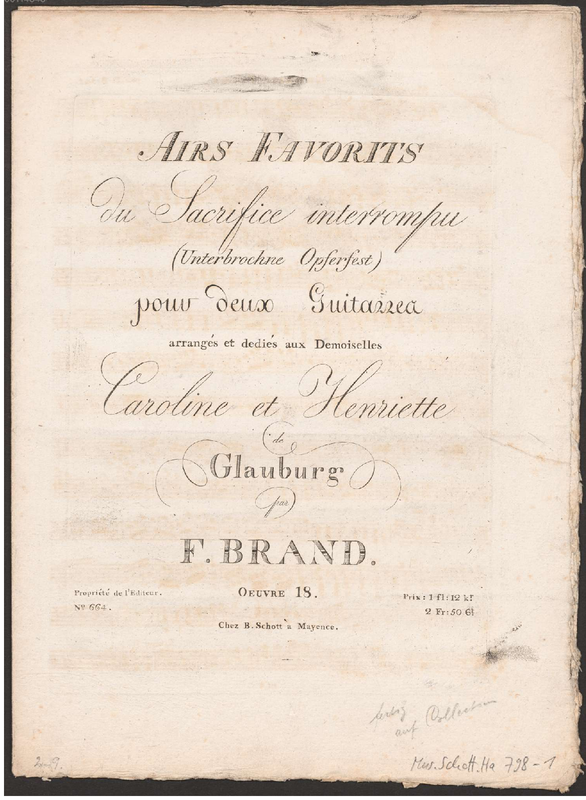 AIRS FAVORITS
du Sacrifice interrompu
(Unterbrochne Opferfest)
pour deux Guitarres
arrangés et dediés aux Demoiselles
Caroline et Henriette
de
Glauburg
par
F. BRAND.
OEUVRE 18.
Propriété de l'Editeur.
Nº 664.
Prix: 1 fl: 12 kr
2 Fr: 50 
Chez B. Schott à Mayence.
auf Collection
Mus. Schott. Ha 798-1